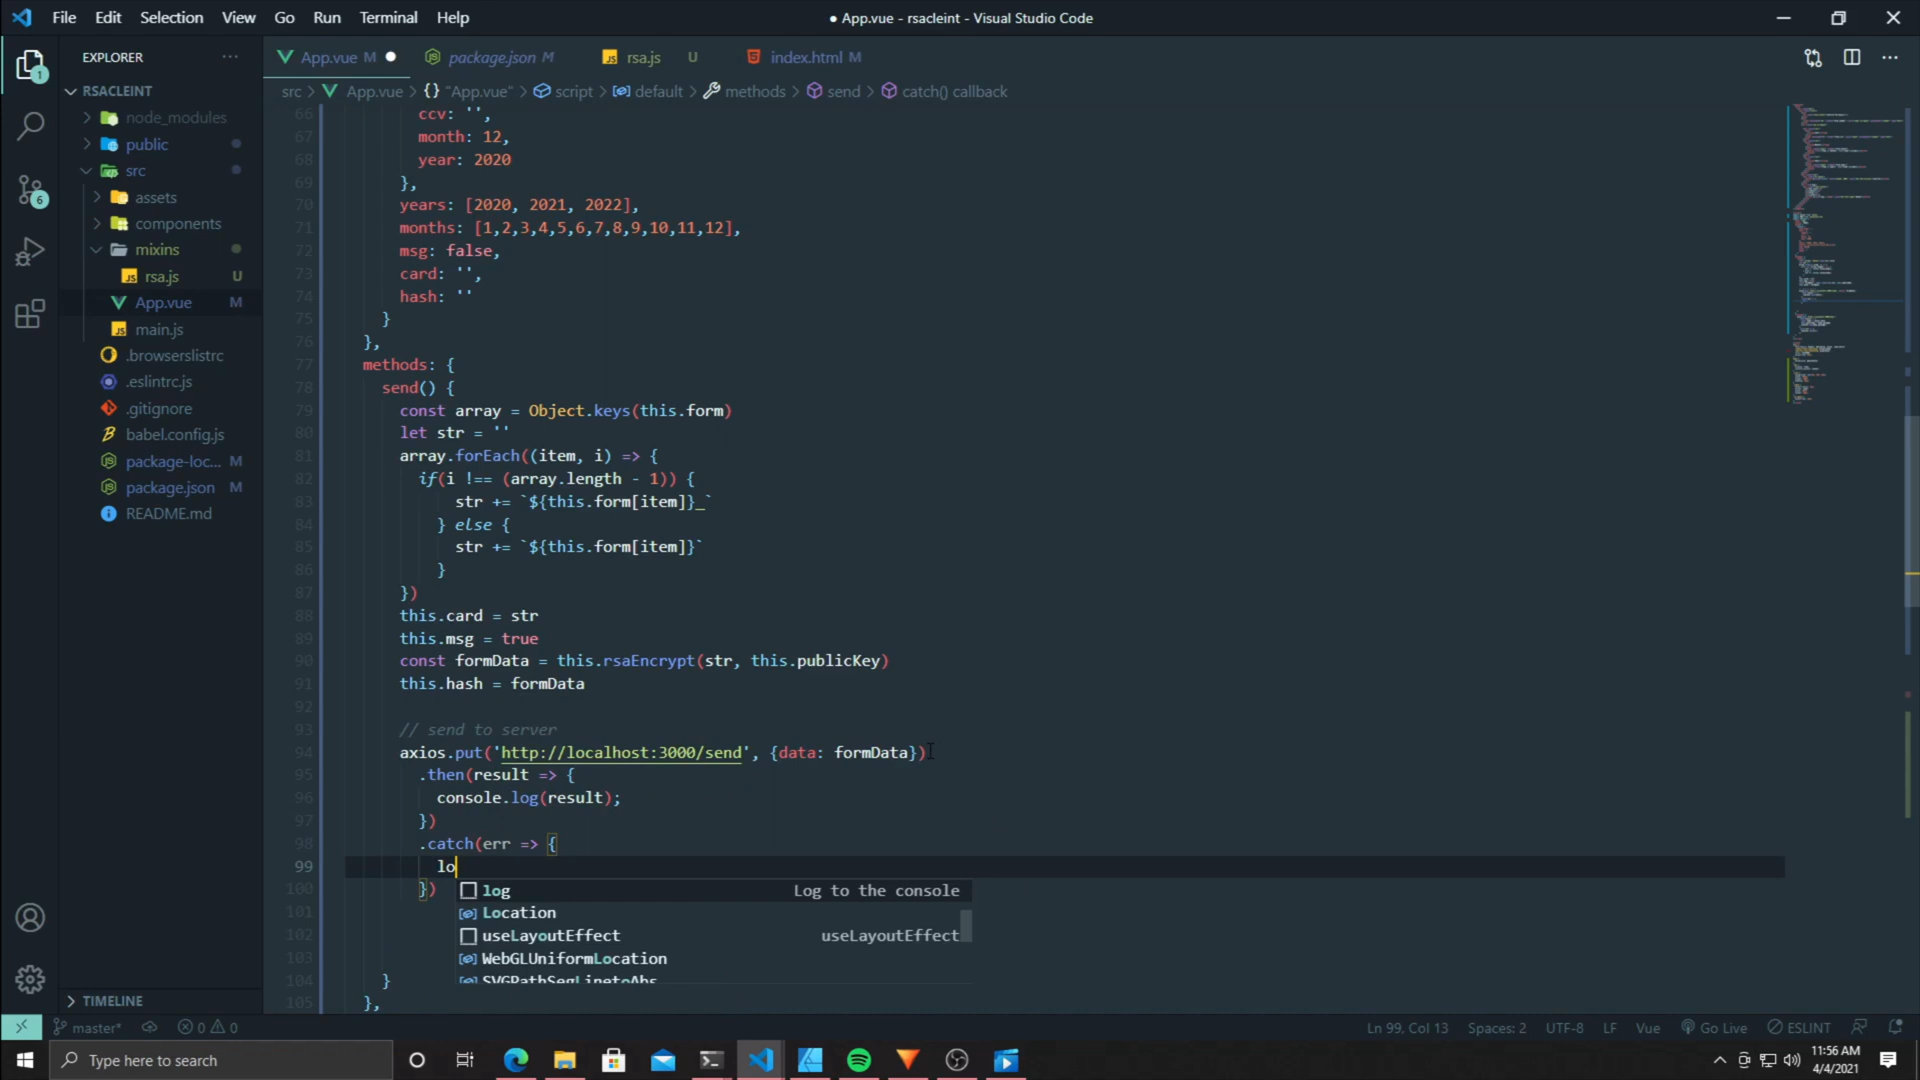 File Edit Selection View Go Run Terminal Help
● App.vue - rsacleint - Visual Studio Code
EXPLORER
App.vue M
package.json M
rsa.js U
index.html M
RSACLEINT
src > App.vue > {} "App.vue" > script > default > methods > send > catch() callback
node_modules
public
src
assets
components
mixins
rsa.js U
App.vue M
main.js
.browserslistrc
.eslintrc.js
.gitignore
babel.config.js
package-loc... M
package.json M
README.md
TIMELINE
1
6
66 ccv: '',
67 month: 12,
68 year: 2020
69 },
70 years: [2020, 2021, 2022],
71 months: [1,2,3,4,5,6,7,8,9,10,11,12],
72 msg: false,
73 card: '',
74 hash: ''
75 }
76 },
77 methods: {
78 send() {
79 const array = Object.keys(this.form)
80 let str = ''
81 array.forEach((item, i) => {
82 if(i !== (array.length - 1)) {
83 str += `${this.form[item]}_`
84 } else {
85 str += `${this.form[item]}`
86 }
87 })
88 this.card = str
89 this.msg = true
90 const formData = this.rsaEncrypt(str, this.publicKey)
91 this.hash = formData
92
93 // send to server
94 axios.put('http://localhost:3000/send', {data: formData})
95 .then(result => {
96 console.log(result);
97 })
98 .catch(err => {
99 lo
100 })
log Log to the console
101
Location
102
useLayoutEffect useLayoutEffect
103
WebGLUniformLocation
104 }
SVGPathSegLinetoAbs
105 },
master* 0 0
Ln 99, Col 13 Spaces: 2 UTF-8 LF Vue Go Live ESLINT
Type here to search
11:56 AM
4/4/2021